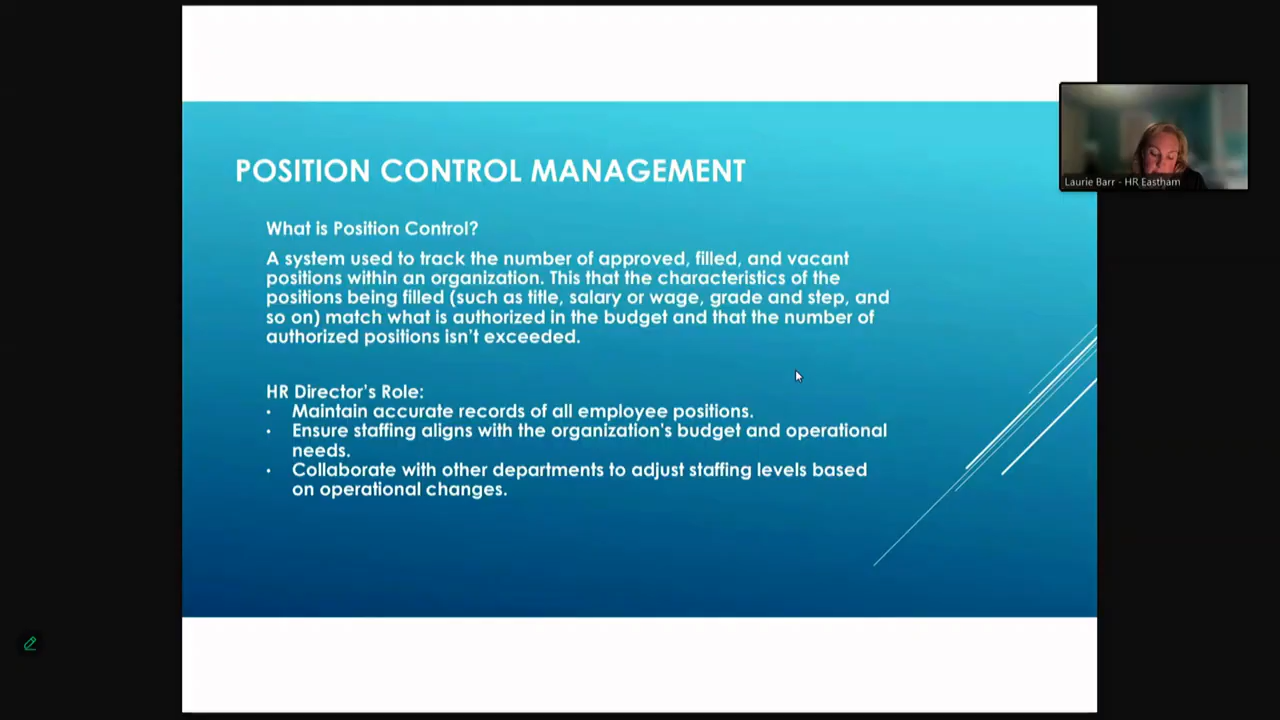 POSITION CONTROL MANAGEMENT
What is Position Control?
A system used to track the number of approved, filled, and vacant
positions within an organization. This that the characteristics of the
positions being filled (such as title, salary or wage, grade and step, and
so on) match what is authorized in the budget and that the number of
authorized positions isn't exceeded.
HR Director's Role:
• Maintain accurate records of all employee positions.
• Ensure staffing aligns with the organization's budget and operational
needs.
• Collaborate with other departments to adjust staffing levels based
on operational changes.
Laurie Barr - HR Eastham